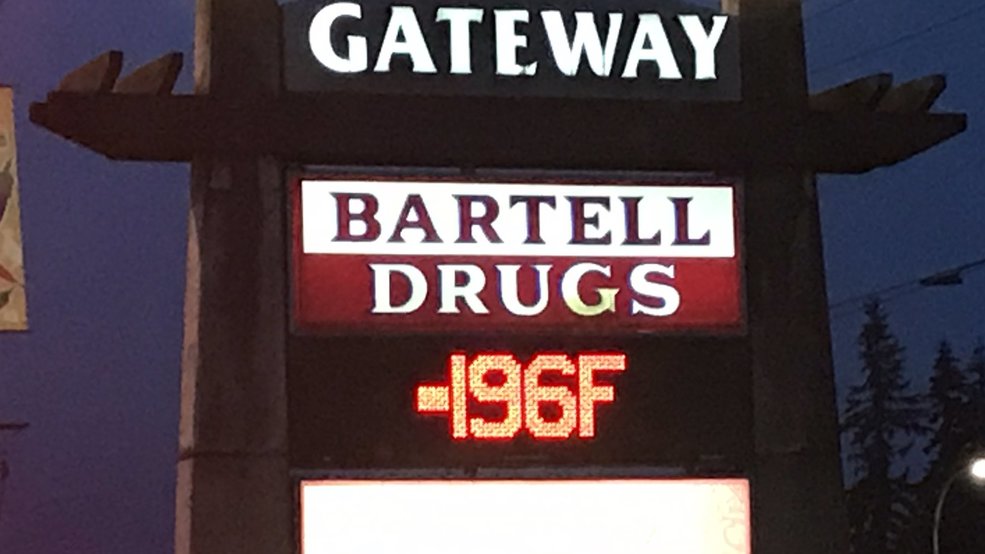 GATEWAY
BARTELL
DRUGS
-196F